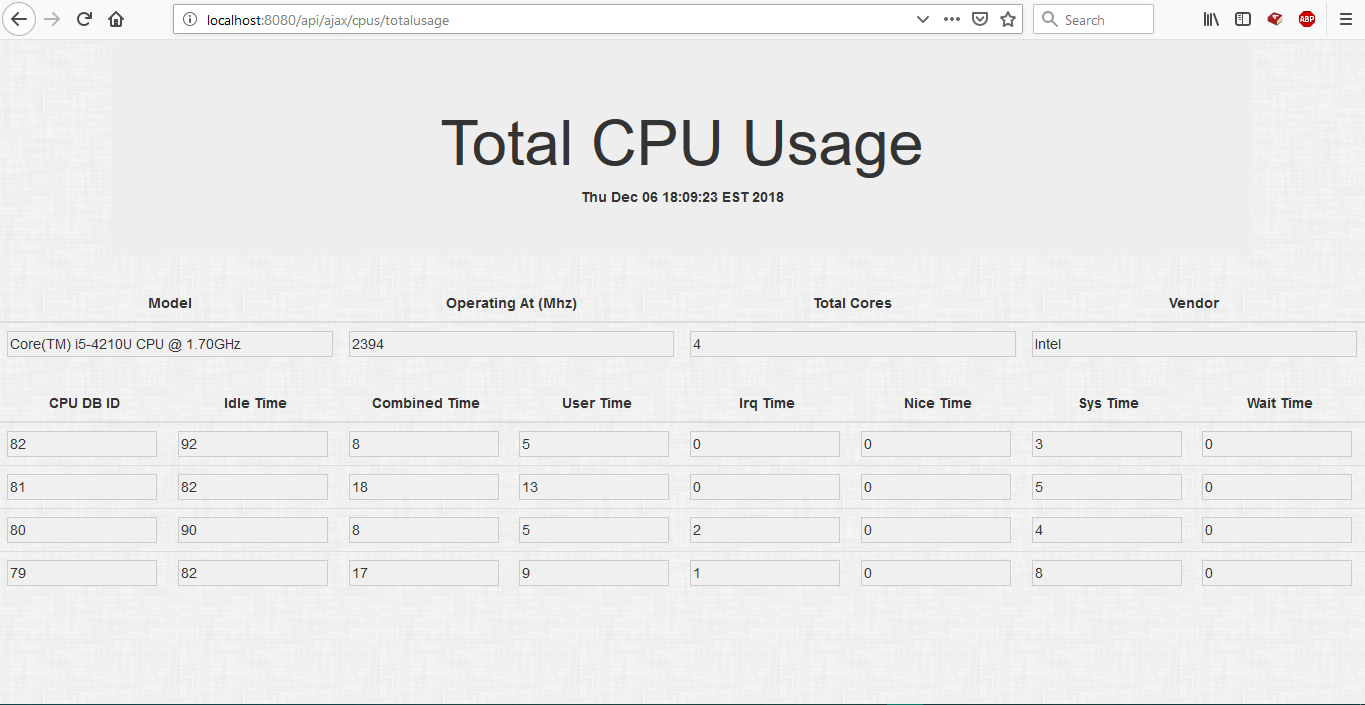 localhost:8080/api/ajax/cpus/totalusage Search ABP
Total CPU Usage
Thu Dec 06 18:09:23 EST 2018
Model Operating At (Mhz) Total Cores Vendor
Core(TM) i5-4210U CPU @ 1.70GHz 2394 4 Intel
CPU DB ID Idle Time Combined Time User Time Irq Time Nice Time Sys Time Wait Time
82 92 8 5 0 0 3 0
81 82 18 13 0 0 5 0
80 90 8 5 2 0 4 0
79 82 17 9 1 0 8 0